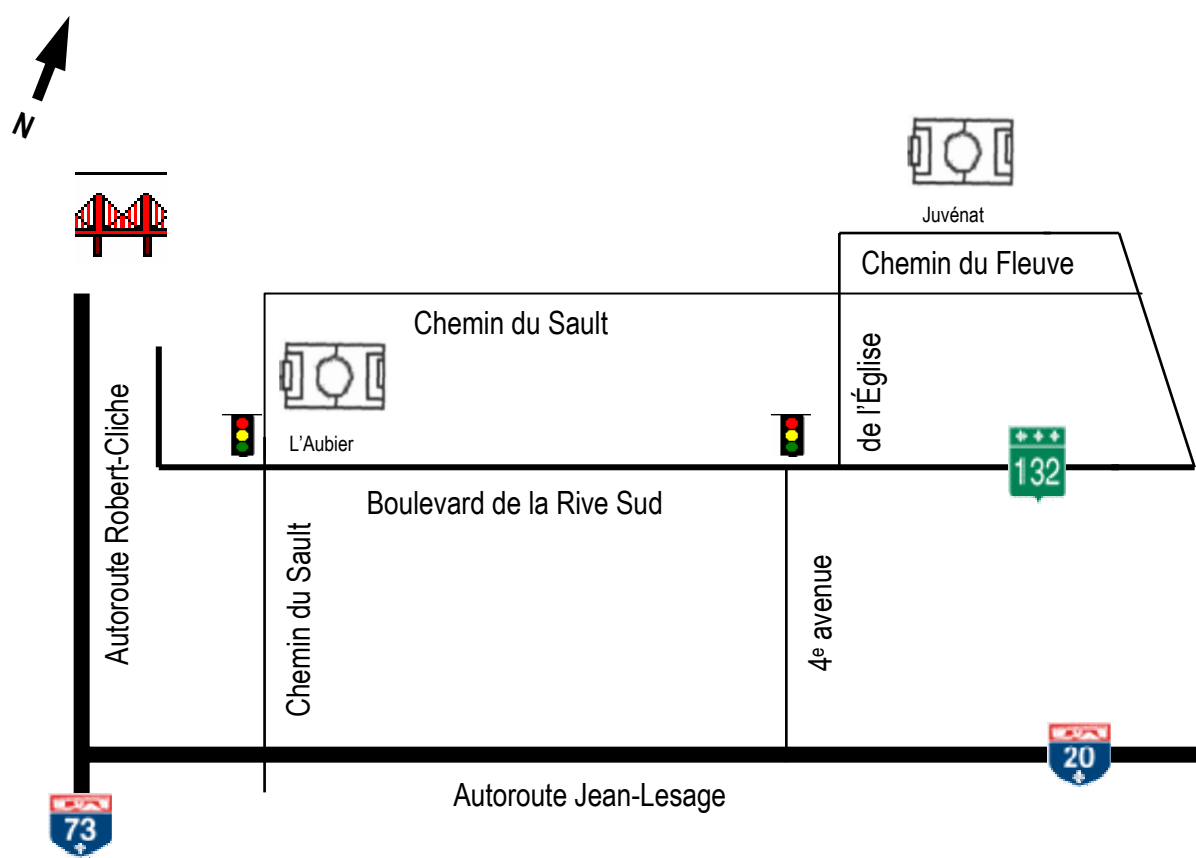 N
Juvénat
Chemin du Fleuve
Chemin du Sault
de l'Église
L'Aubier
132
Boulevard de la Rive Sud
Autoroute Robert-Cliche
Chemin du Sault
4e avenue
20
Autoroute Jean-Lesage
73